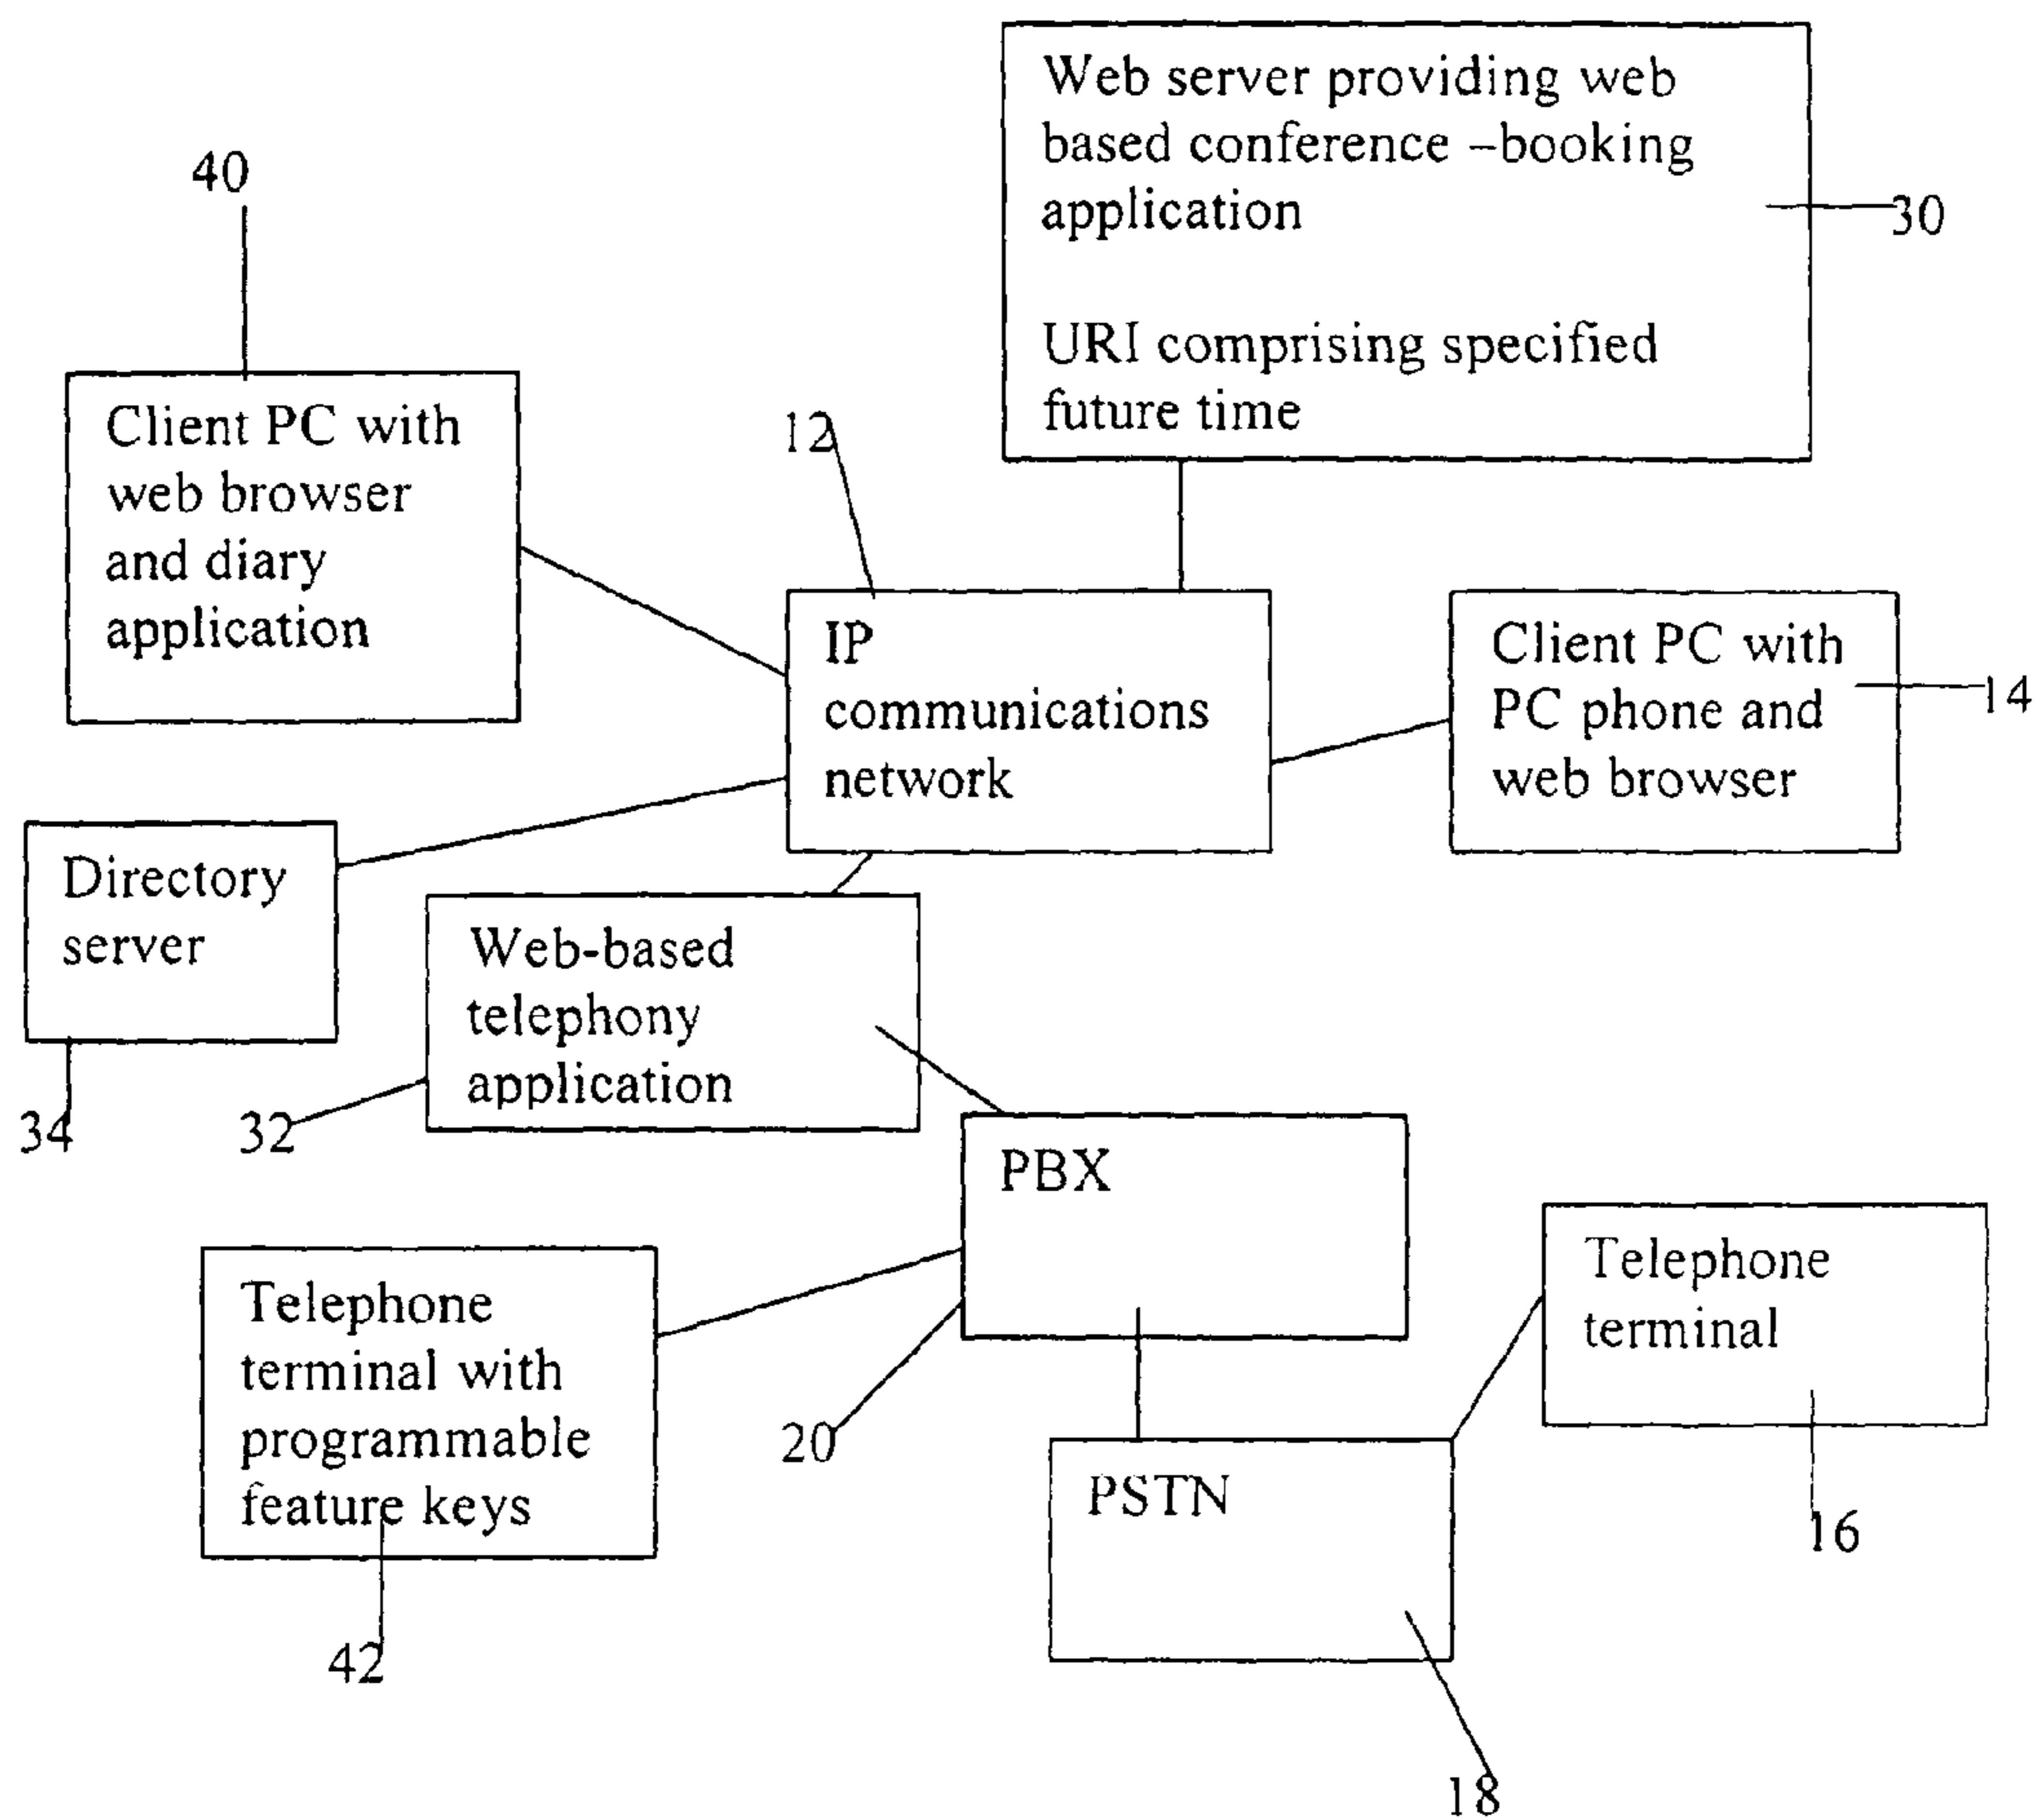 Web server providing web
based conference –booking
application
30
URI comprising specified
future time
40
Client PC with
web browser
and diary
application
12
IP
communications
network
Client PC with
PC phone and
web browser
14
Directory
server
34
Web-based
telephony
application
32
PBX
20
Telephone
terminal
16
Telephone
terminal with
programmable
feature keys
42
PSTN
18